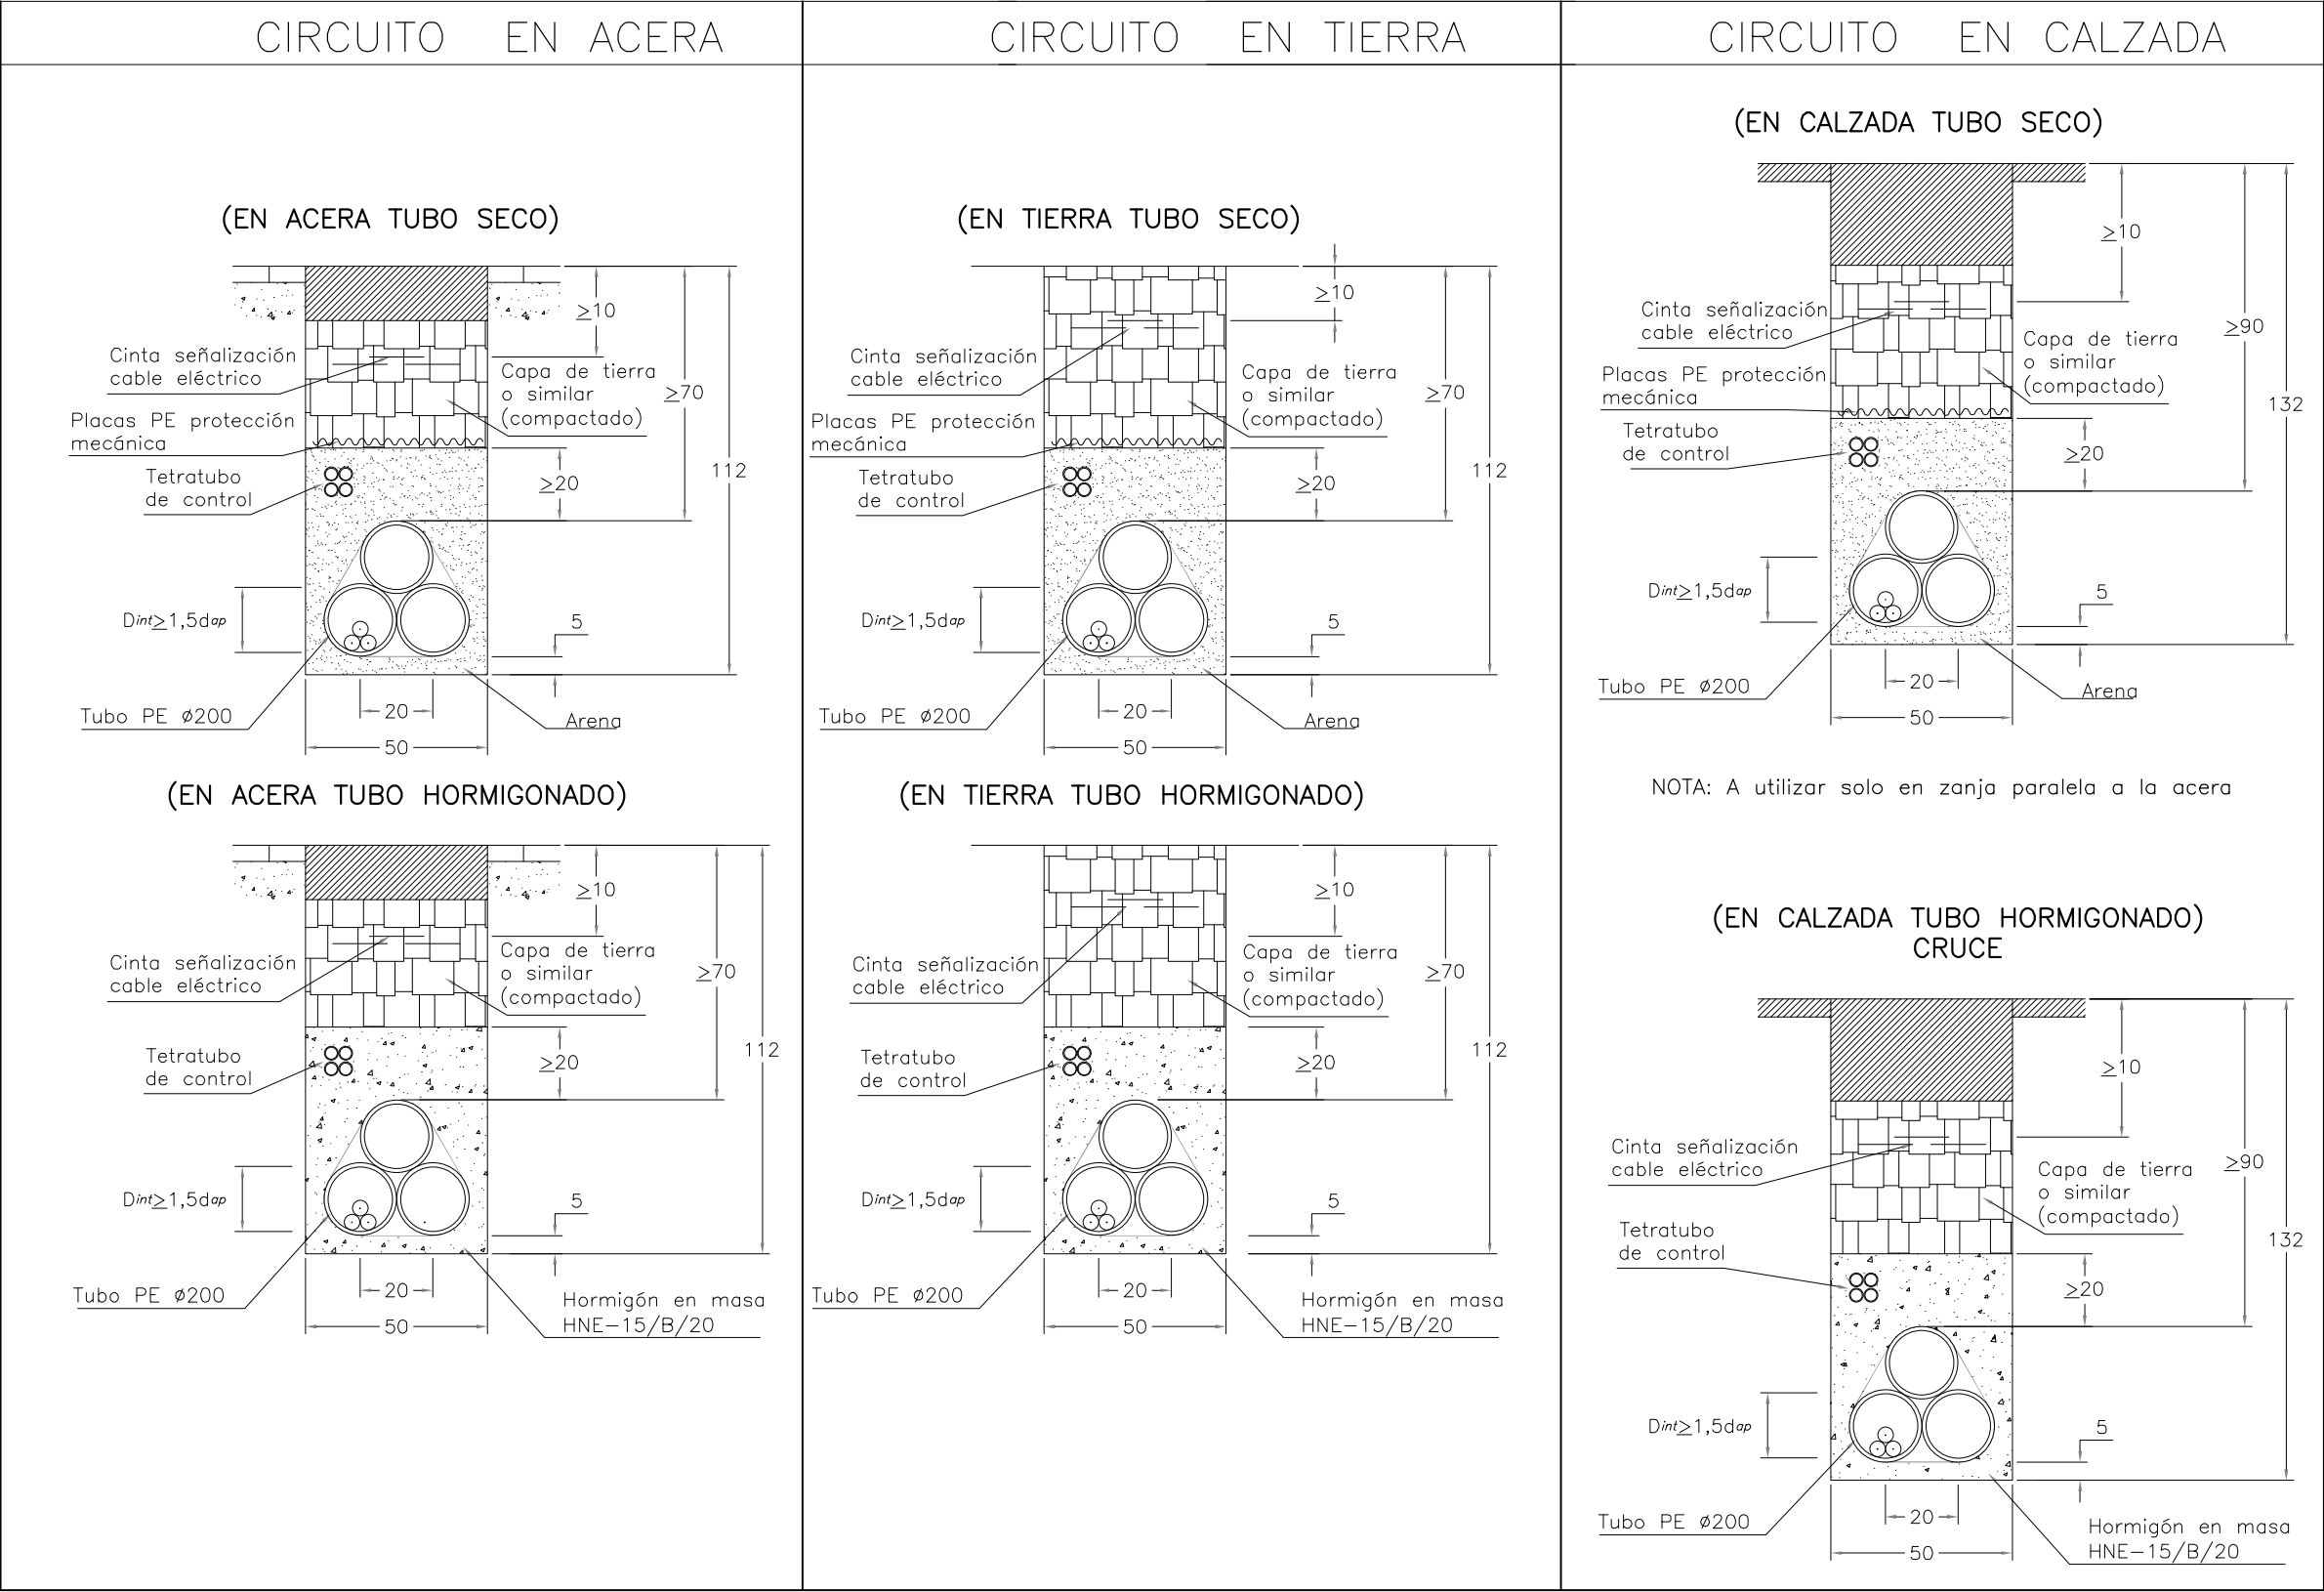 CIRCUITO EN ACERA
(EN ACERA TUBO SECO)
≥10
Cinta señalización
cable eléctrico
Capa de tierra
o similar
(compactado)
≥70
Placas PE protección
mecánica
112
Tetratubo
de control
≥20
Dint≥1,5dap
5
Tubo PE ø200
20
Arena
50
(EN ACERA TUBO HORMIGONADO)
≥10
Cinta señalización
cable eléctrico
Capa de tierra
o similar
(compactado)
≥70
Tetratubo
de control
≥20
112
Dint≥1,5dap
5
Tubo PE ø200
20
Hormigón en masa
HNE-15/B/20
50
CIRCUITO EN TIERRA
(EN TIERRA TUBO SECO)
≥10
Cinta señalización
cable eléctrico
Capa de tierra
o similar
(compactado)
≥70
Placas PE protección
mecánica
112
Tetratubo
de control
≥20
Dint≥1,5dap
5
Tubo PE ø200
20
Arena
50
(EN TIERRA TUBO HORMIGONADO)
≥10
Cinta señalización
cable eléctrico
Capa de tierra
o similar
(compactado)
≥70
Tetratubo
de control
≥20
112
Dint≥1,5dap
5
Tubo PE ø200
20
Hormigón en masa
HNE-15/B/20
50
CIRCUITO EN CALZADA
(EN CALZADA TUBO SECO)
≥10
Cinta señalización
cable eléctrico
≥90
Capa de tierra
o similar
(compactado)
Placas PE protección
mecánica
132
Tetratubo
de control
≥20
Dint≥1,5dap
5
Tubo PE ø200
20
Arena
50
NOTA: A utilizar solo en zanja paralela a la acera
(EN CALZADA TUBO HORMIGONADO)
CRUCE
≥10
Cinta señalización
cable eléctrico
≥90
Capa de tierra
o similar
(compactado)
Tetratubo
de control
132
≥20
Dint≥1,5dap
5
Tubo PE ø200
20
Hormigón en masa
HNE-15/B/20
50